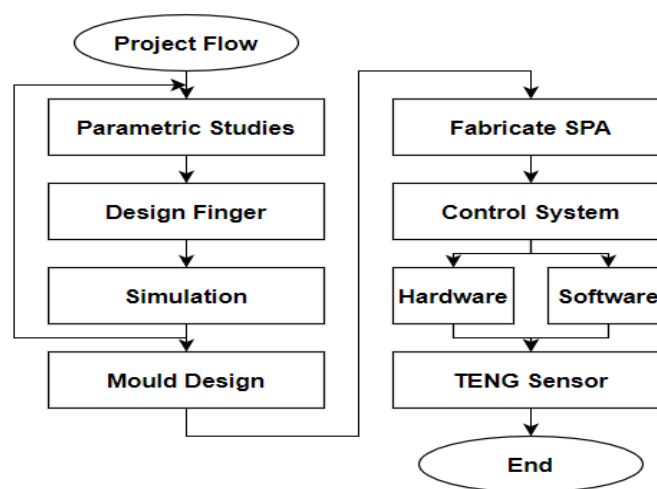 Project Flow
Parametric Studies
Design Finger
Simulation
Mould Design
Fabricate SPA
Control System
Hardware
Software
TENG Sensor
End